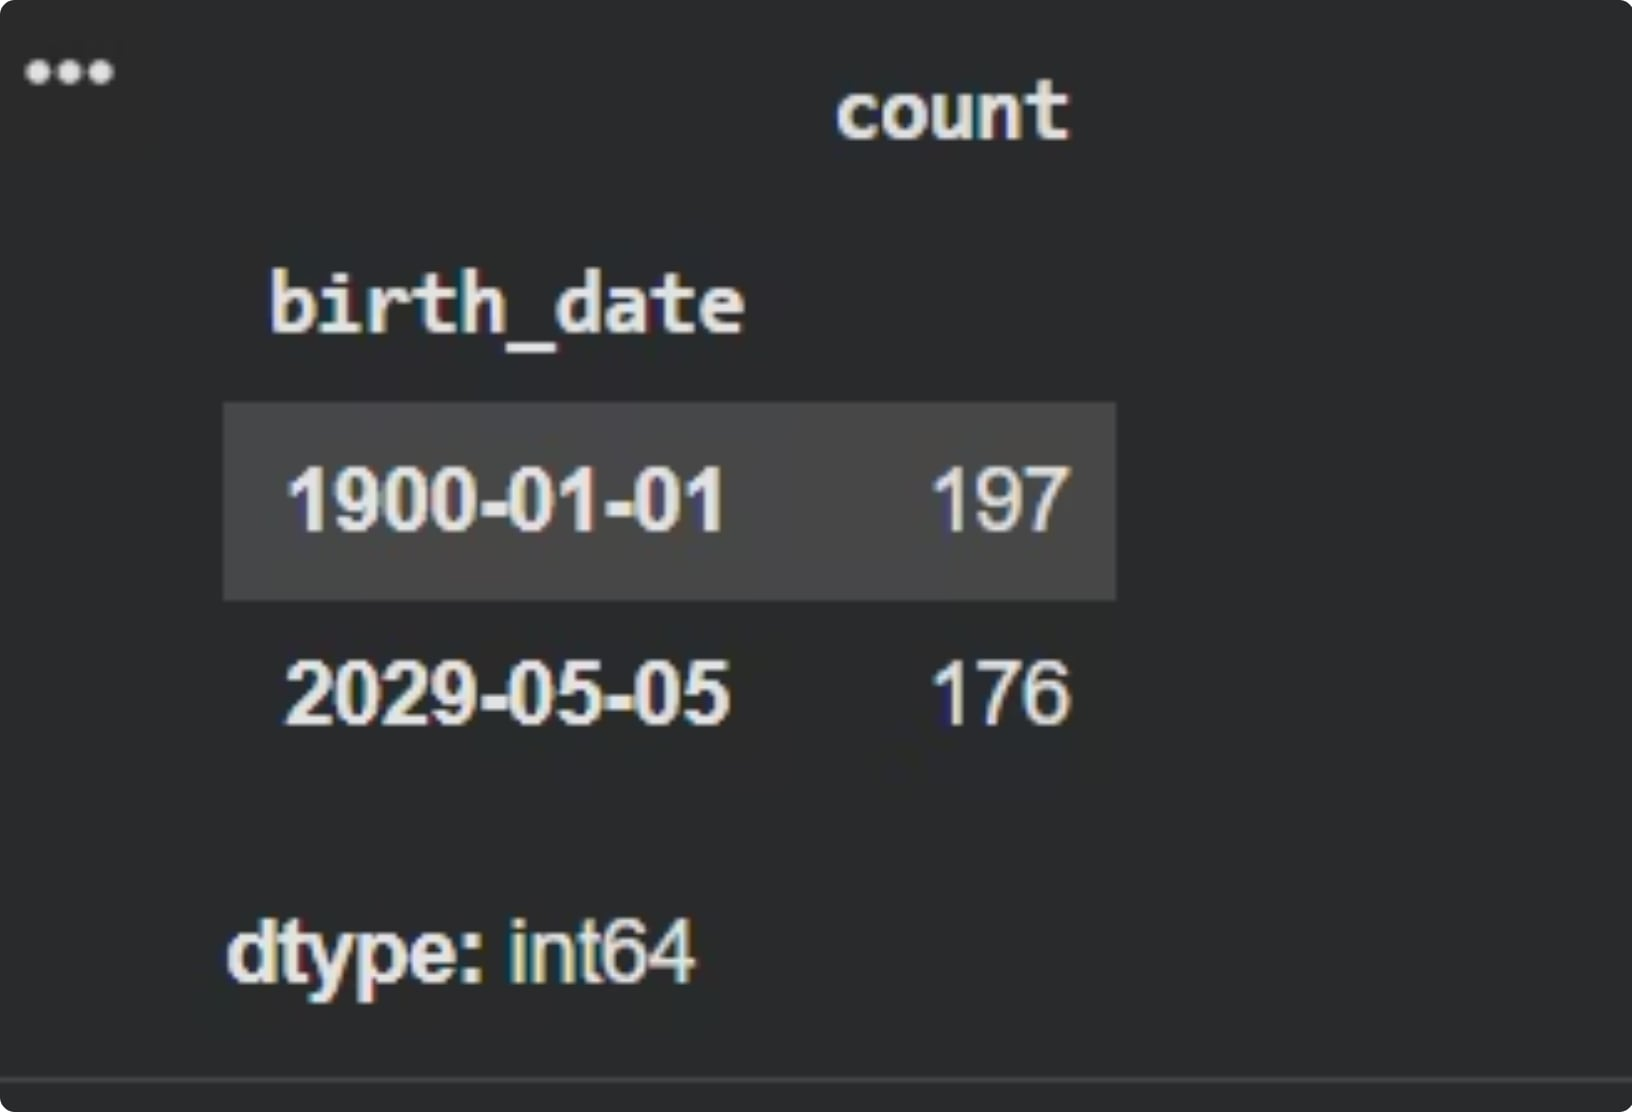 count
birth_date
1900-01-01 197
2029-05-05 176
dtype: int64